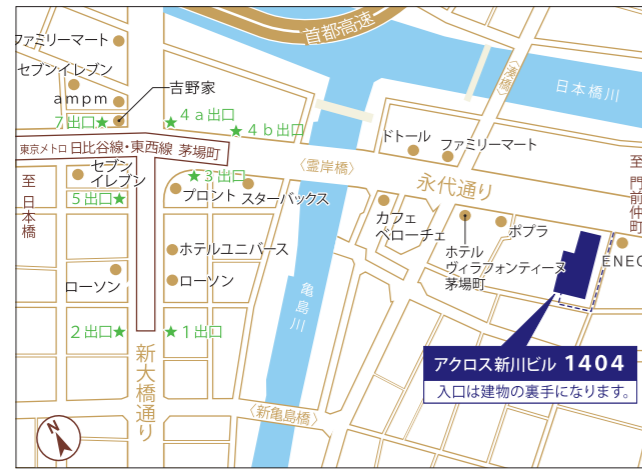 首都高速
ファミリーマート
セブンイレブン
吉野家
ampm
7出口
4a出口
4b出口
〈湊橋〉
日本橋川
ドトール
ファミリーマート
東京メトロ 日比谷線・東西線 茅場町
〈霊岸橋〉
永代通り
至 門前仲町
至 日本橋
セブン
イレブン
3出口
プロント
スターバックス
5出口
カフェ
ベローチェ
ホテル
ヴィラフォンティーヌ
茅場町
ポプラ
ENEO
ホテルユニバース
ローソン
ローソン
亀島川
2出口
1出口
新大橋通り
アクロス新川ビル 1404
入口は建物の裏手になります。
〈新亀島橋〉
N